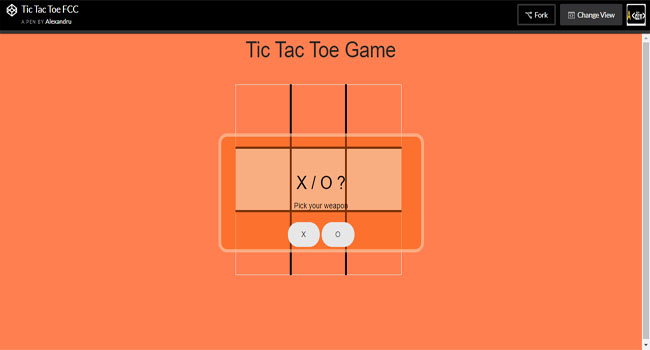 Tic Tac Toe FCC
A PEN BY Alexandru
Fork
Change View
Tic Tac Toe Game
X / O ?
Pick your weapon
X
O